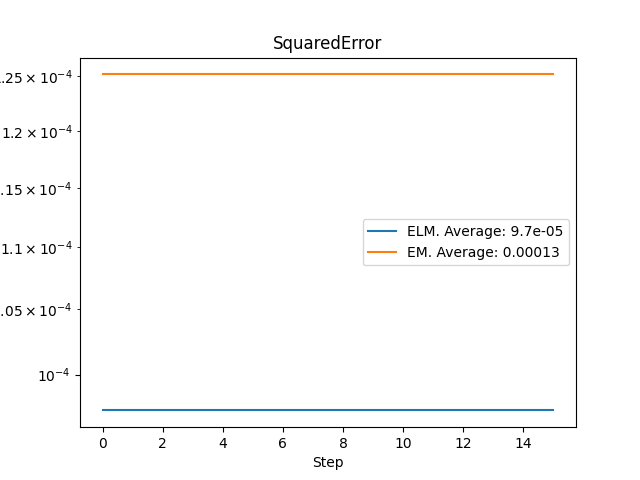 SquaredError
.25 × 10⁻⁴
1.2 × 10⁻⁴
.15 × 10⁻⁴
1.1 × 10⁻⁴
.05 × 10⁻⁴
10⁻⁴
ELM. Average: 9.7e-05
EM. Average: 0.00013
0 2 4 6 8 10 12 14
Step